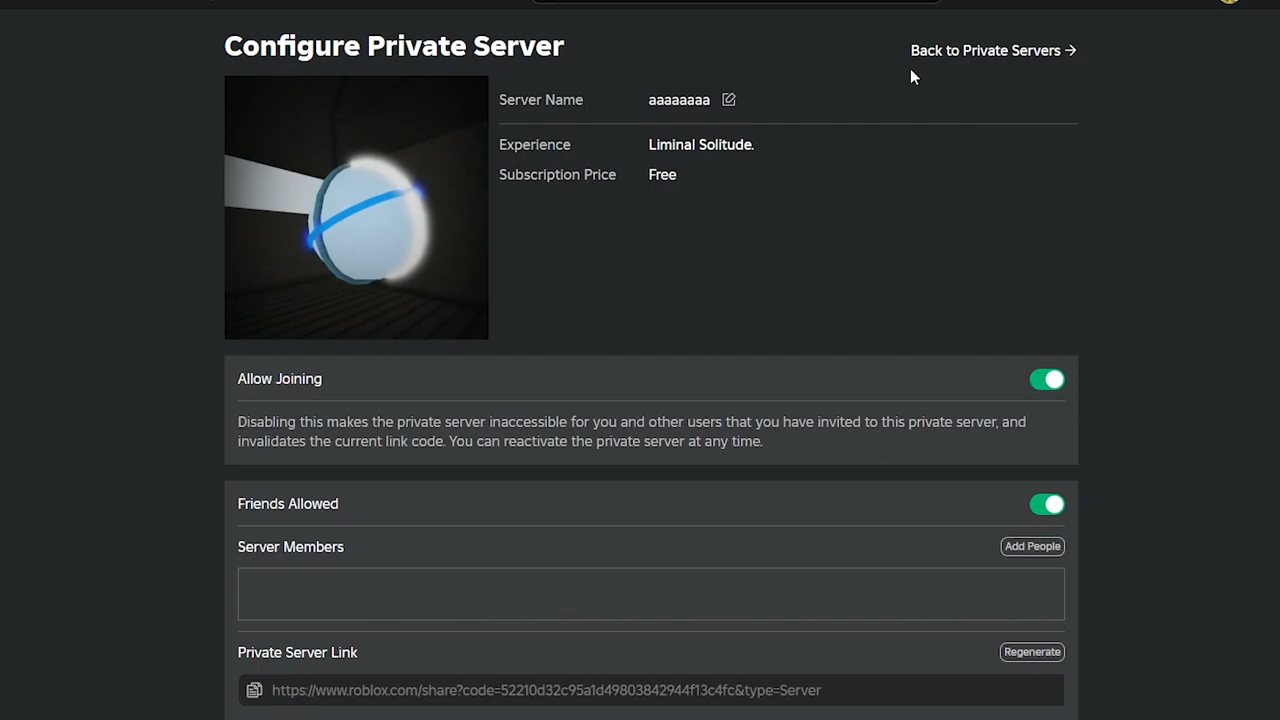 Configure Private Server
Back to Private Servers →
Server Name aaaaaaaa
Experience Liminal Solitude.
Subscription Price Free
Allow Joining
Disabling this makes the private server inaccessible for you and other users that you have invited to this private server, and
invalidates the current link code. You can reactivate the private server at any time.
Friends Allowed
Server Members Add People
Private Server Link Regenerate
https://www.roblox.com/share?code=52210d32c95a1d49803842944f13c4fc&type=Server